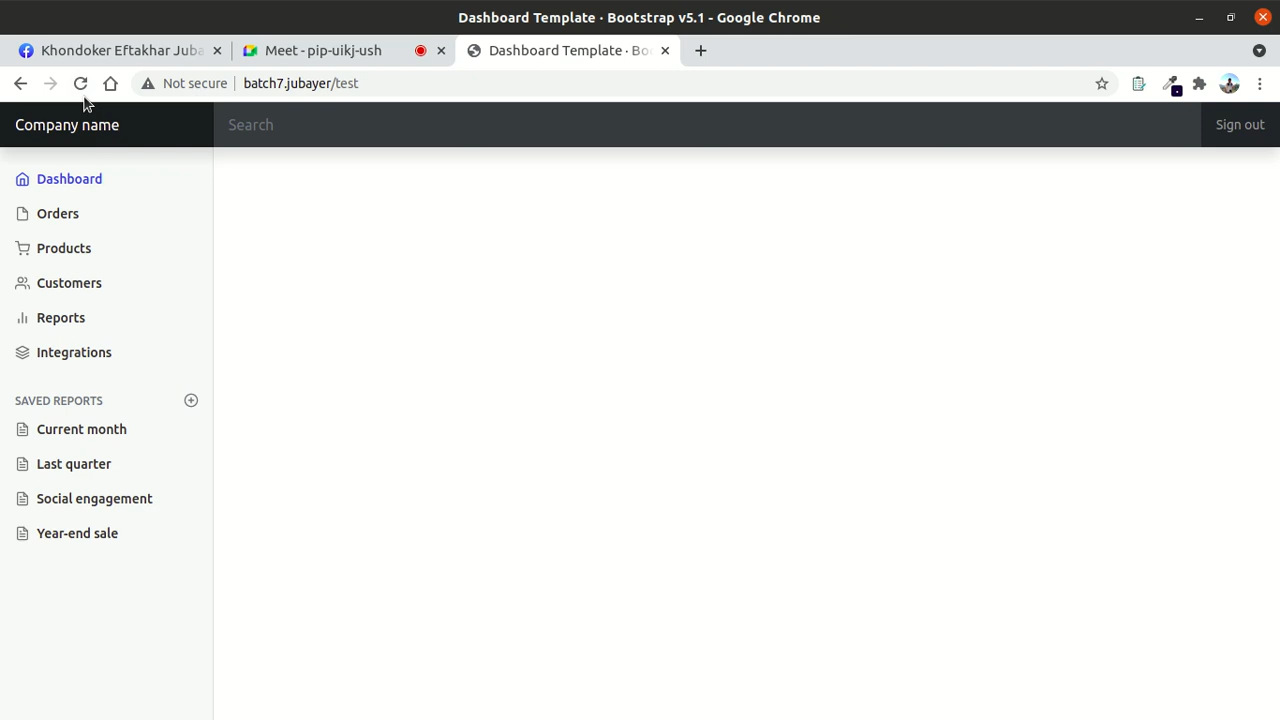 Dashboard Template · Bootstrap v5.1 - Google Chrome
Khondoker Eftakhar Juba
Meet - pip-uikj-ush
Dashboard Template · Bo
Not secure
batch7.jubayer/test
Company name
Search
Sign out
Dashboard
Orders
Products
Customers
Reports
Integrations
SAVED REPORTS
Current month
Last quarter
Social engagement
Year-end sale